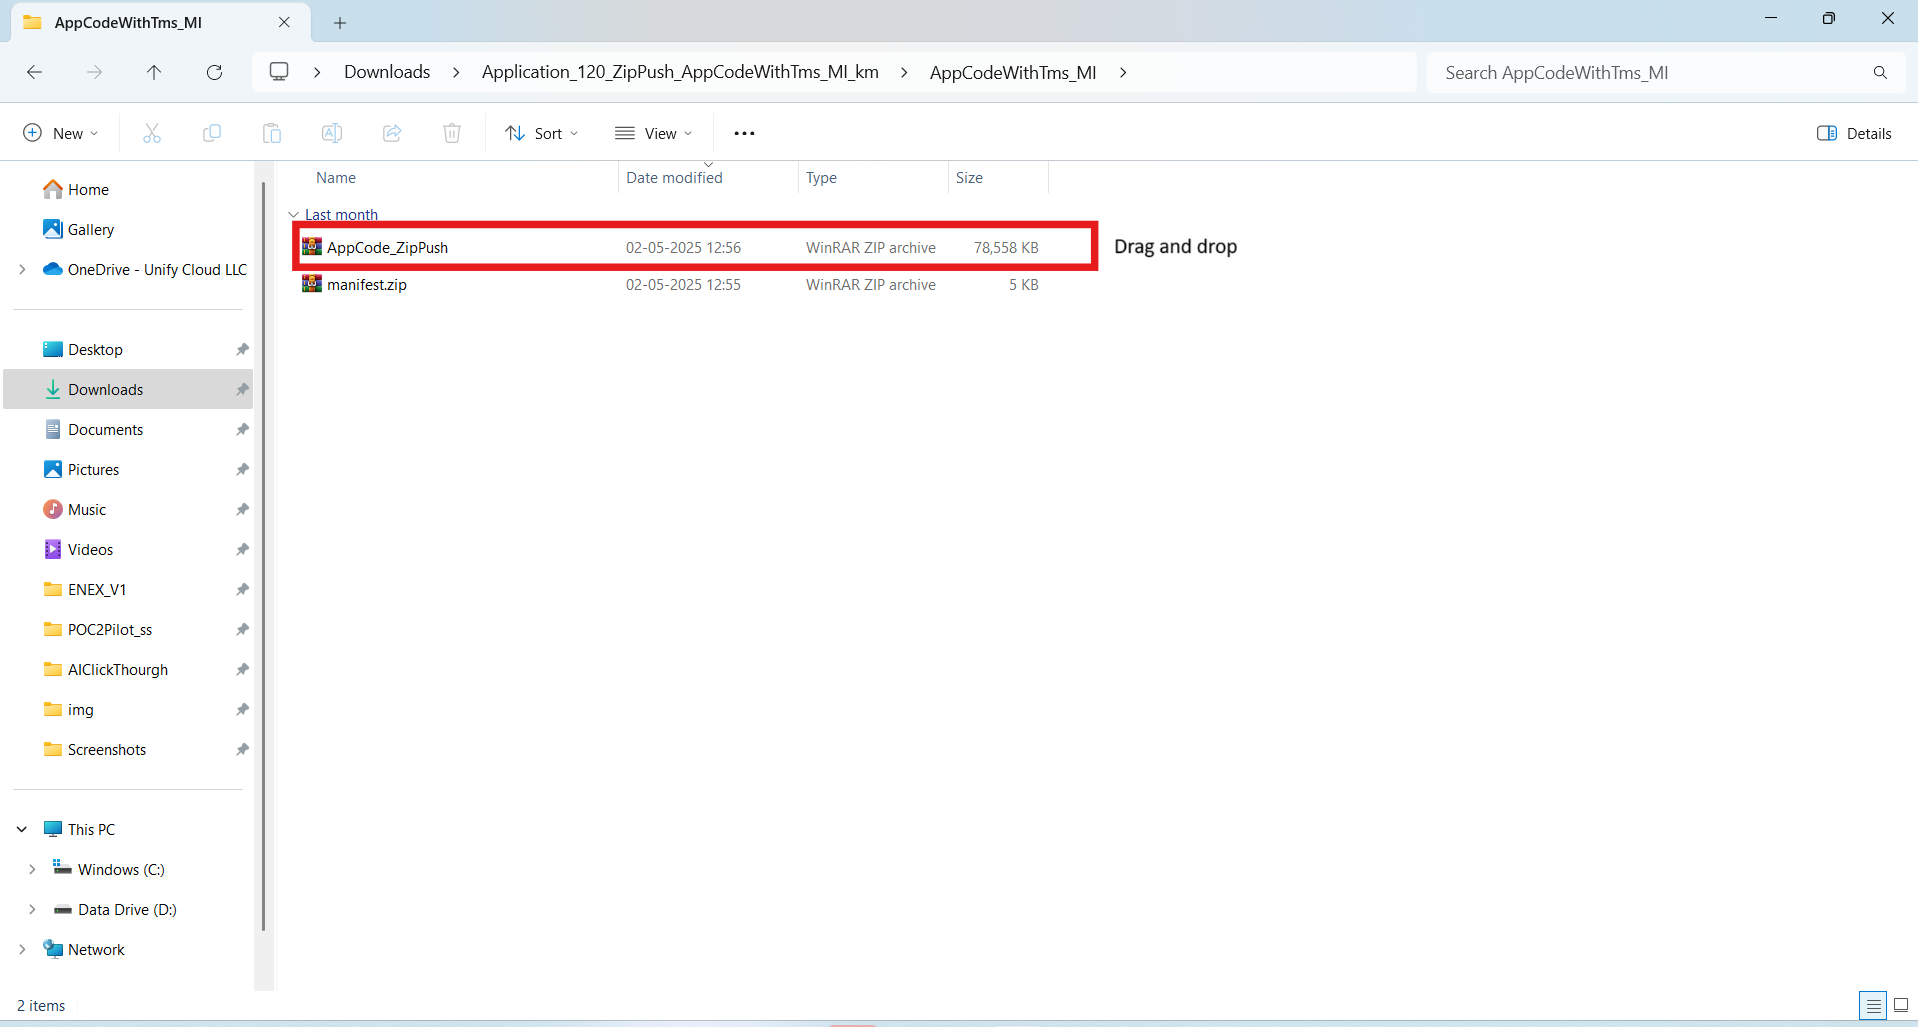 AppCodeWithTms_MI
Downloads > Application_120_ZipPush_AppCodeWithTms_MI_km > AppCodeWithTms_MI >
Search AppCodeWithTms_MI
New
Sort
View
Details
Name Date modified Type Size
Last month
AppCode_ZipPush 02-05-2025 12:56 WinRAR ZIP archive 78,558 KB
Drag and drop
manifest.zip 02-05-2025 12:55 WinRAR ZIP archive 5 KB
Home
Gallery
OneDrive - Unify Cloud LLC
Desktop
Downloads
Documents
Pictures
Music
Videos
ENEX_V1
POC2Pilot_ss
AIClickThourgh
img
Screenshots
This PC
Windows (C:)
Data Drive (D:)
Network
2 items